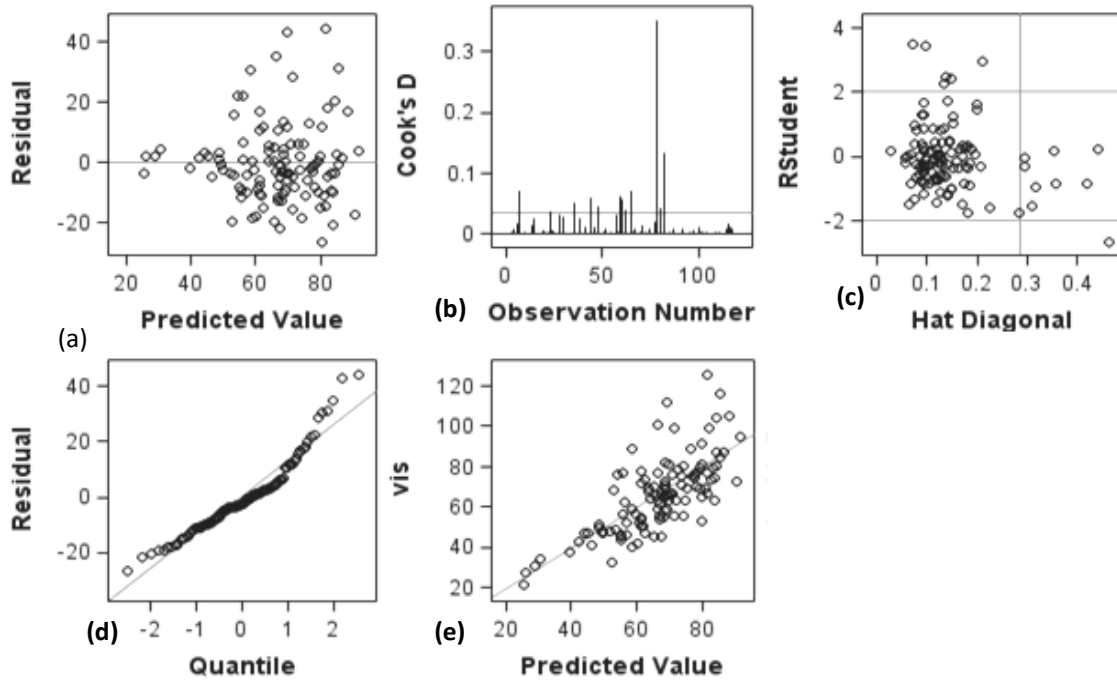 40
20
0
-20
Residual
20 40 60 80
Predicted Value
(a)
0.3
0.2
0.1
0
Cook's D
0 50 100
(b) Observation Number
4
2
0
-2
RStudent
0 0.1 0.2 0.3 0.4
(c)
Hat Diagonal
40
20
0
-20
Residual
-2 -1 0 1 2
(d)
Quantile
120
100
80
60
40
20
vis
20 40 60 80
(e) Predicted Value